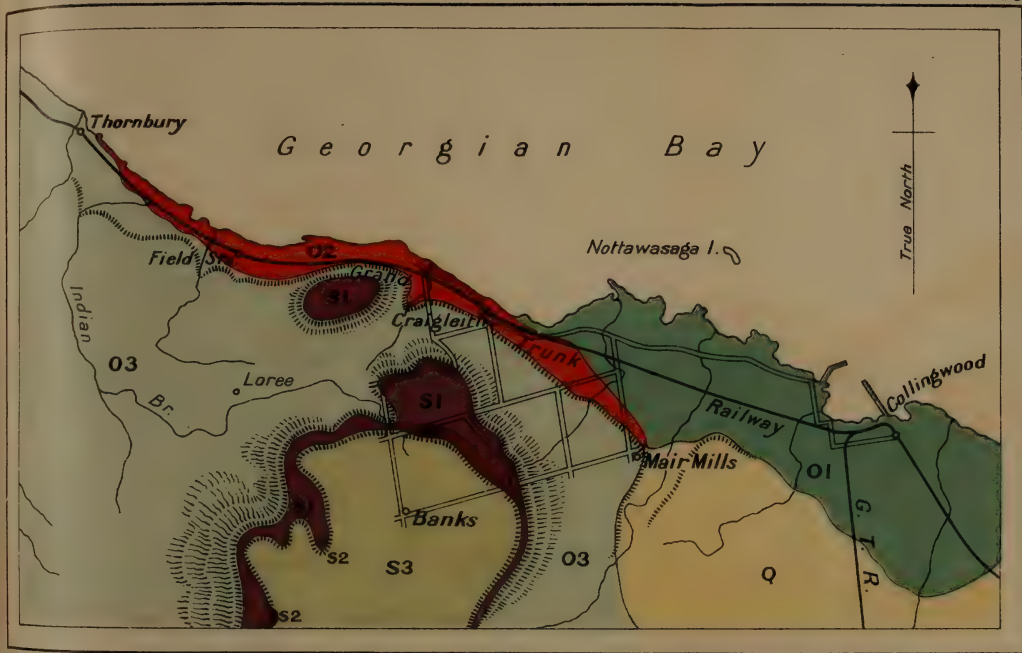 Thornbury
Georgian Bay
True North
Nottawasaga I.
Field Sta
O2
Grand
S1
Craigleith
Trunk
Indian
O3
Loree
Br.
S1
Railway
Collingwood
Mair Mills
O1
Banks
G. T. R.
S2
S3
O3
Q
S2